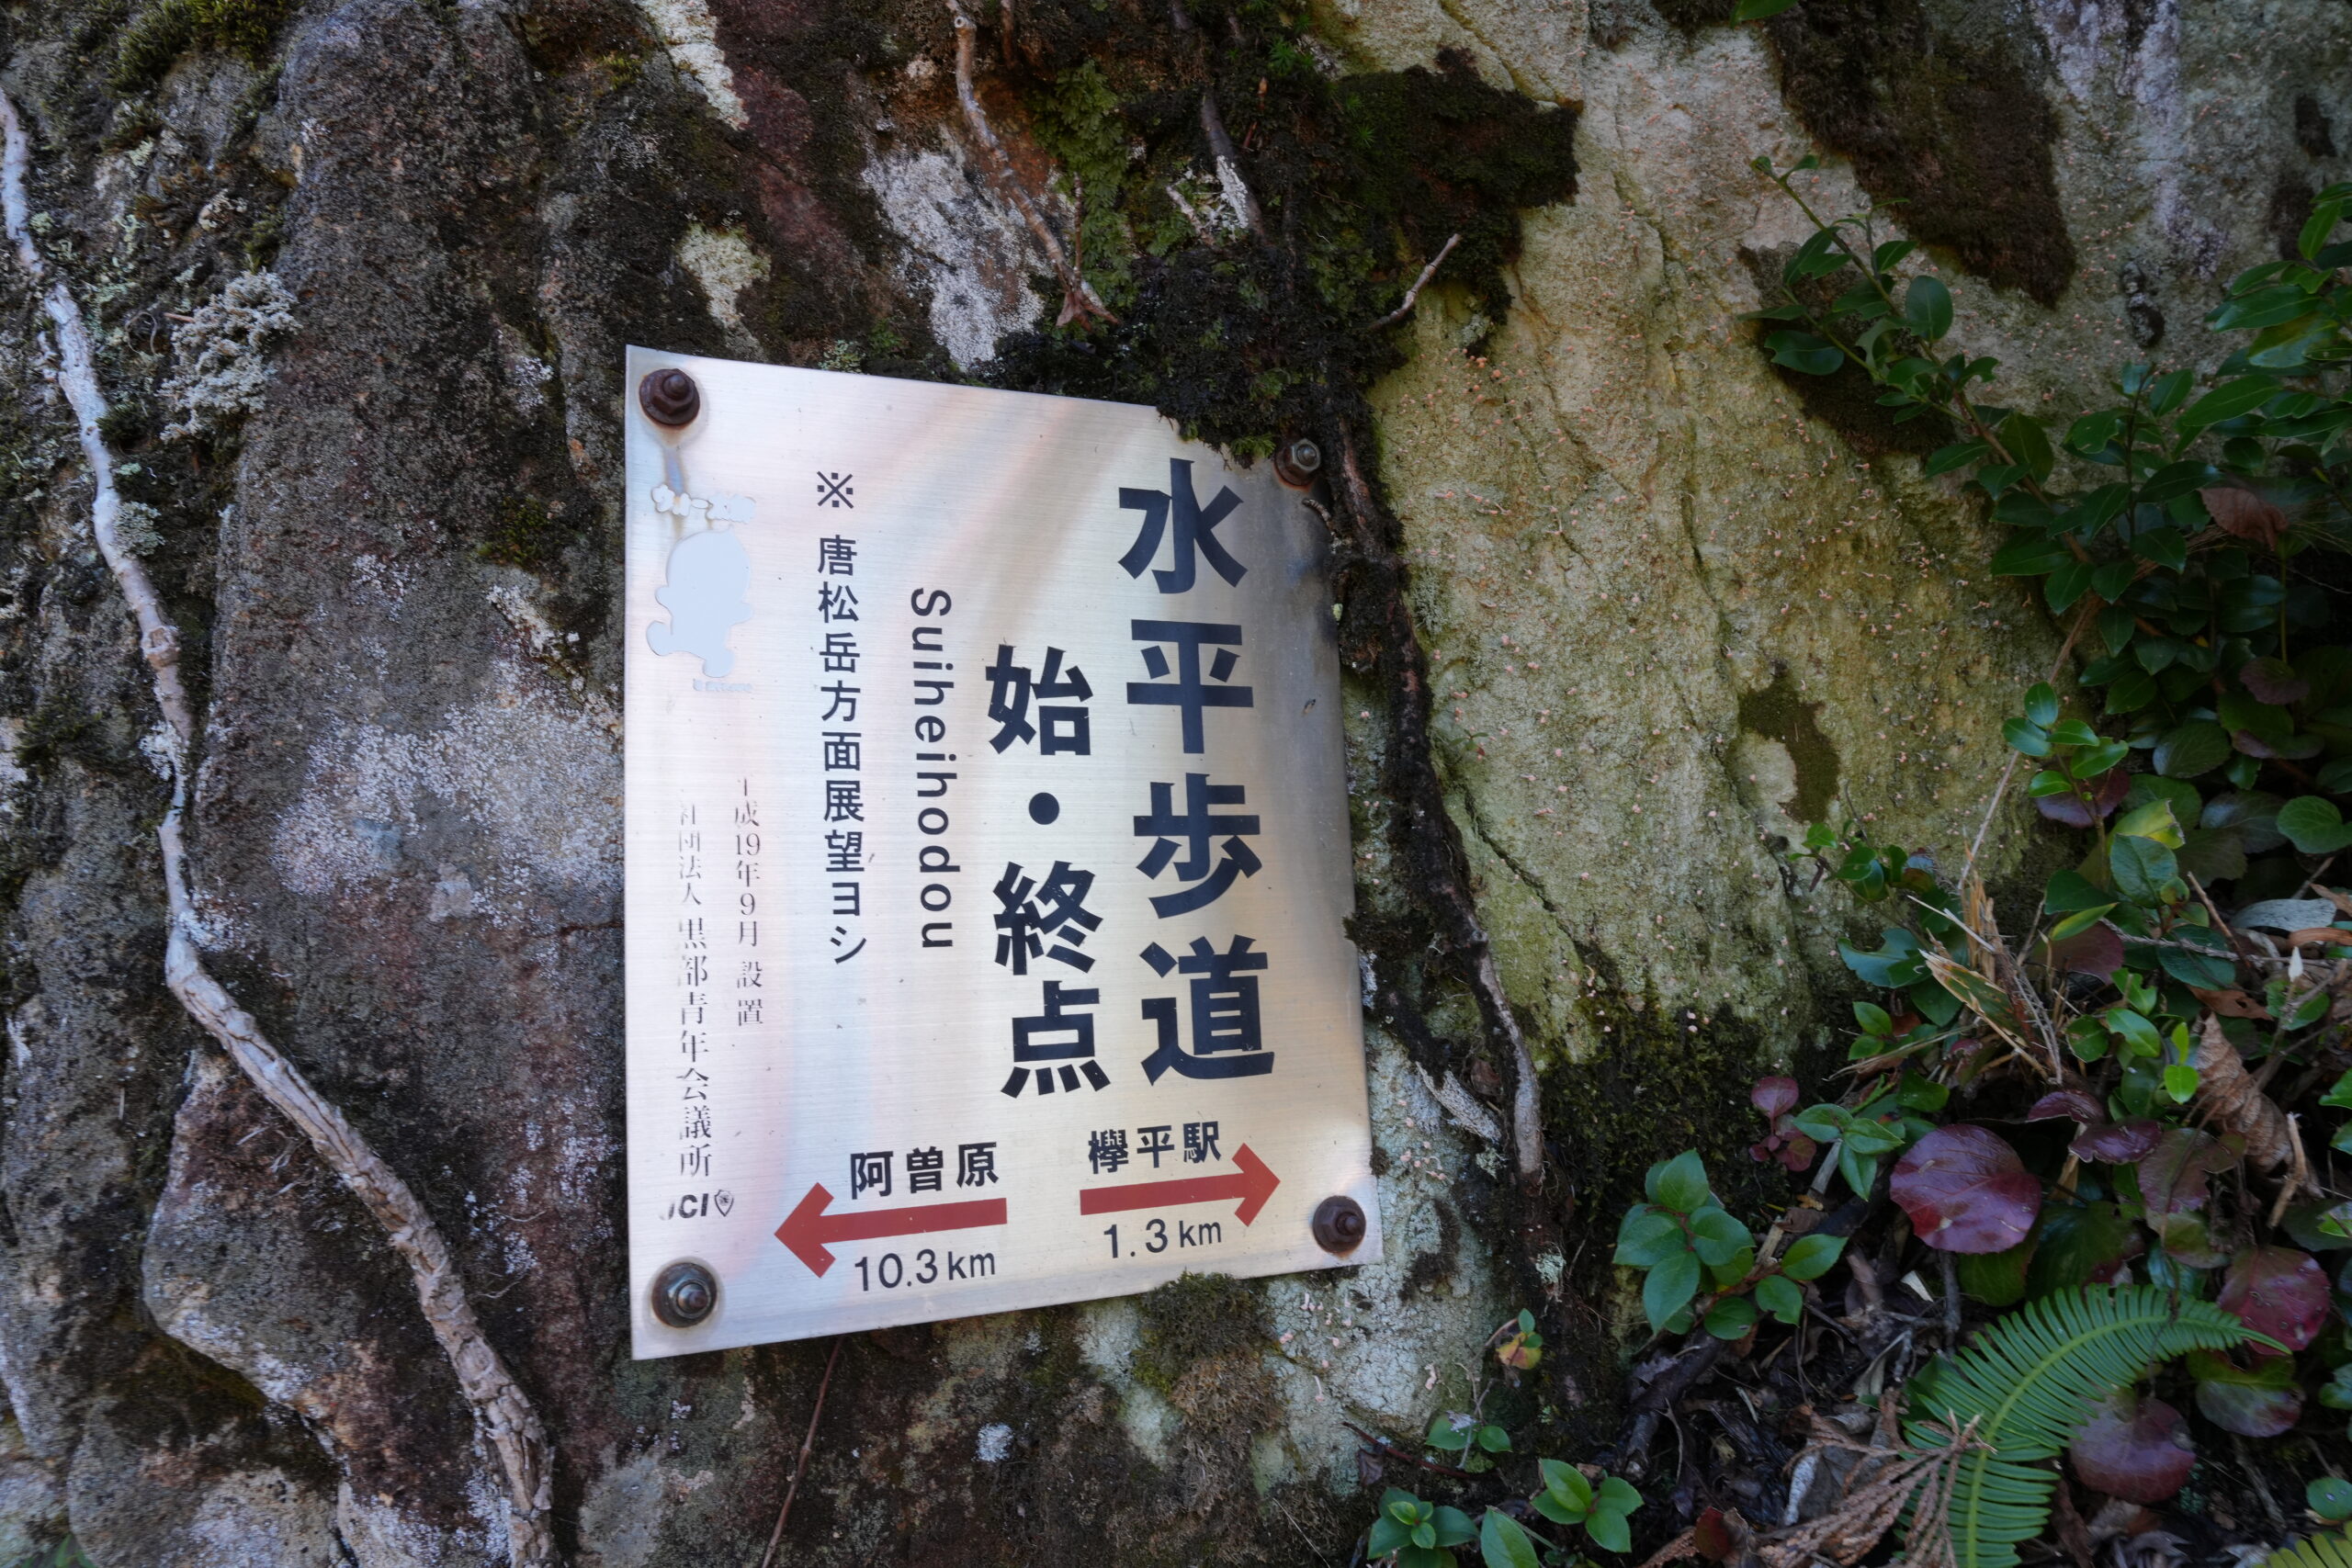 水平歩道
始・終点
Suiheihodou
※唐松岳方面展望ヨシ
平成19年9月 設置
社団法人 黒部青年会議所
JCI
欅平駅
1.3km
阿曽原
10.3km